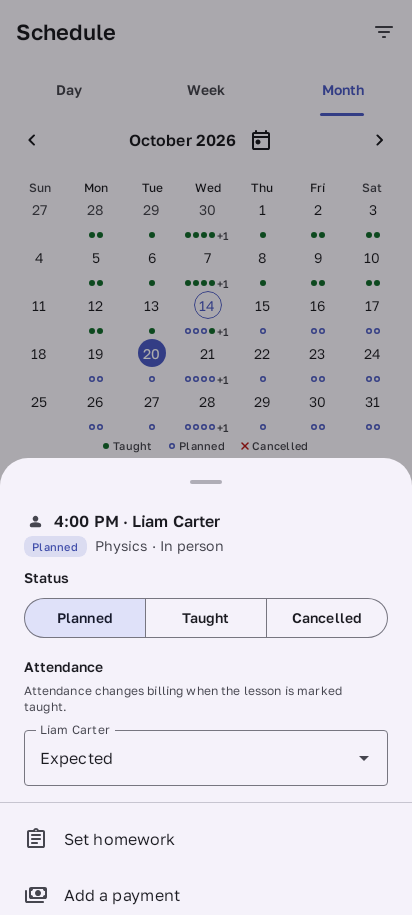 Schedule
Day Week Month
October 2026
Sun Mon Tue Wed Thu Fri Sat
27 28 29 30 1 2 3
+1
4 5 6 7 8 9 10
+1
11 12 13 14 15 16 17
+1
18 19 20 21 22 23 24
+1
25 26 27 28 29 30 31
+1
Taught Planned Cancelled
4:00 PM · Liam Carter
Planned Physics · In person
Status
Planned Taught Cancelled
Attendance
Attendance changes billing when the lesson is marked
taught.
Liam Carter
Expected
Set homework
Add a payment